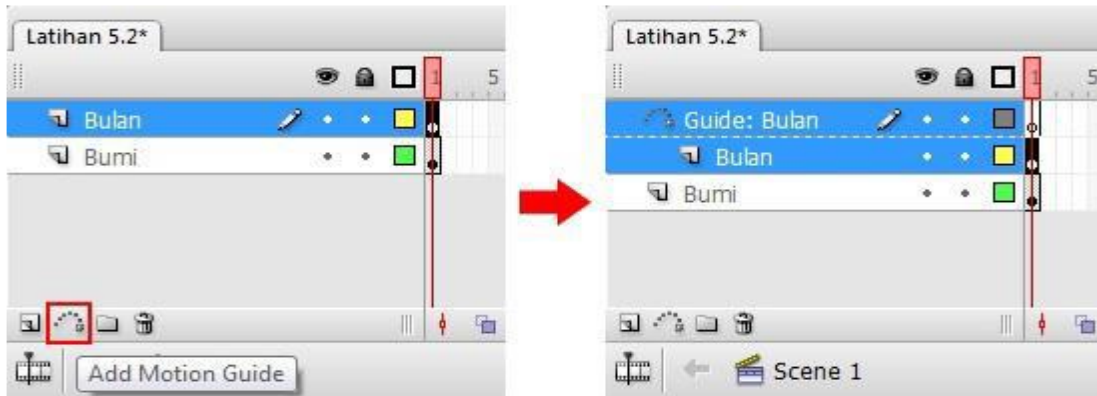 Latihan 5.2*
1 5
Bulan
Bumi
Add Motion Guide
Latihan 5.2*
1 5
Guide: Bulan
Bulan
Bumi
Scene 1